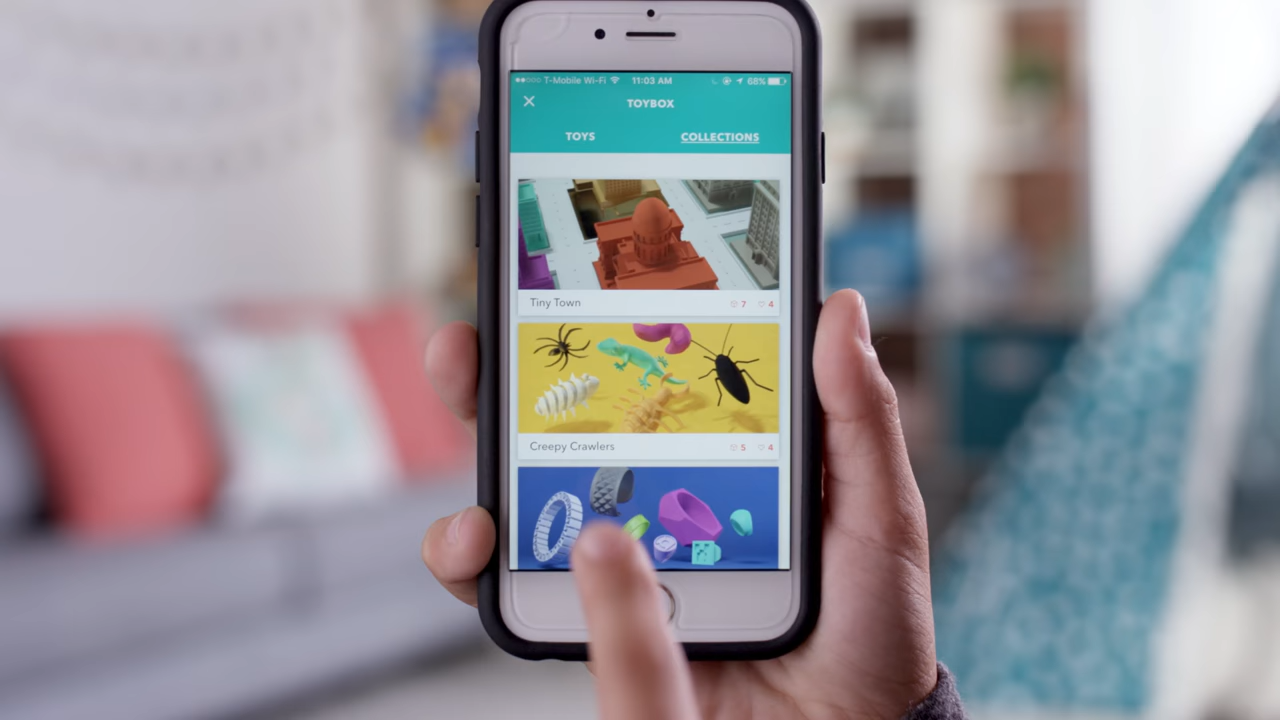 T-Mobile Wi-Fi 11:03 AM 68%
TOYBOX
TOYS COLLECTIONS
Tiny Town 7 4
Creepy Crawlers 5 4